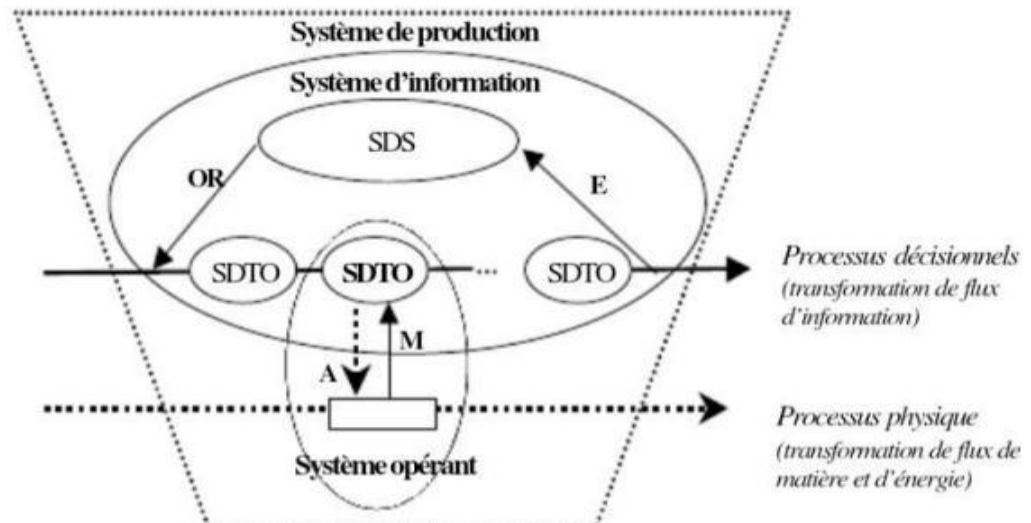 Système de production
Système d'information
SDS
OR
E
SDTO
SDTO
...
SDTO
Processus décisionnels
(transformation de flux
d'information)
M
A
Processus physique
(transformation de flux de
matière et d'énergie)
Système opérant